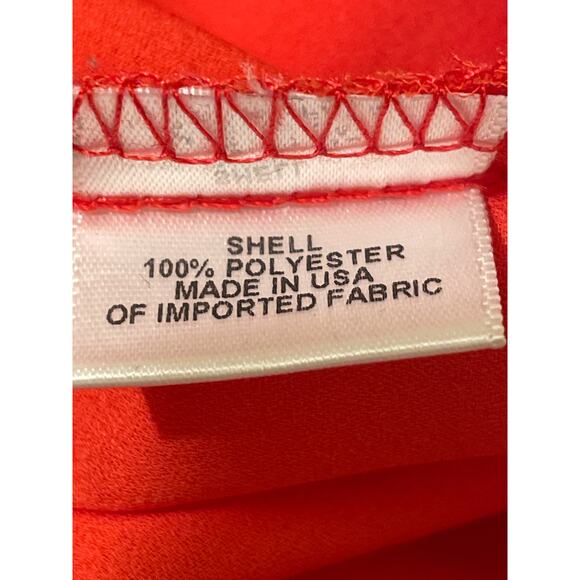 SHELL
100% POLYESTER
MADE IN USA
OF IMPORTED FABRIC